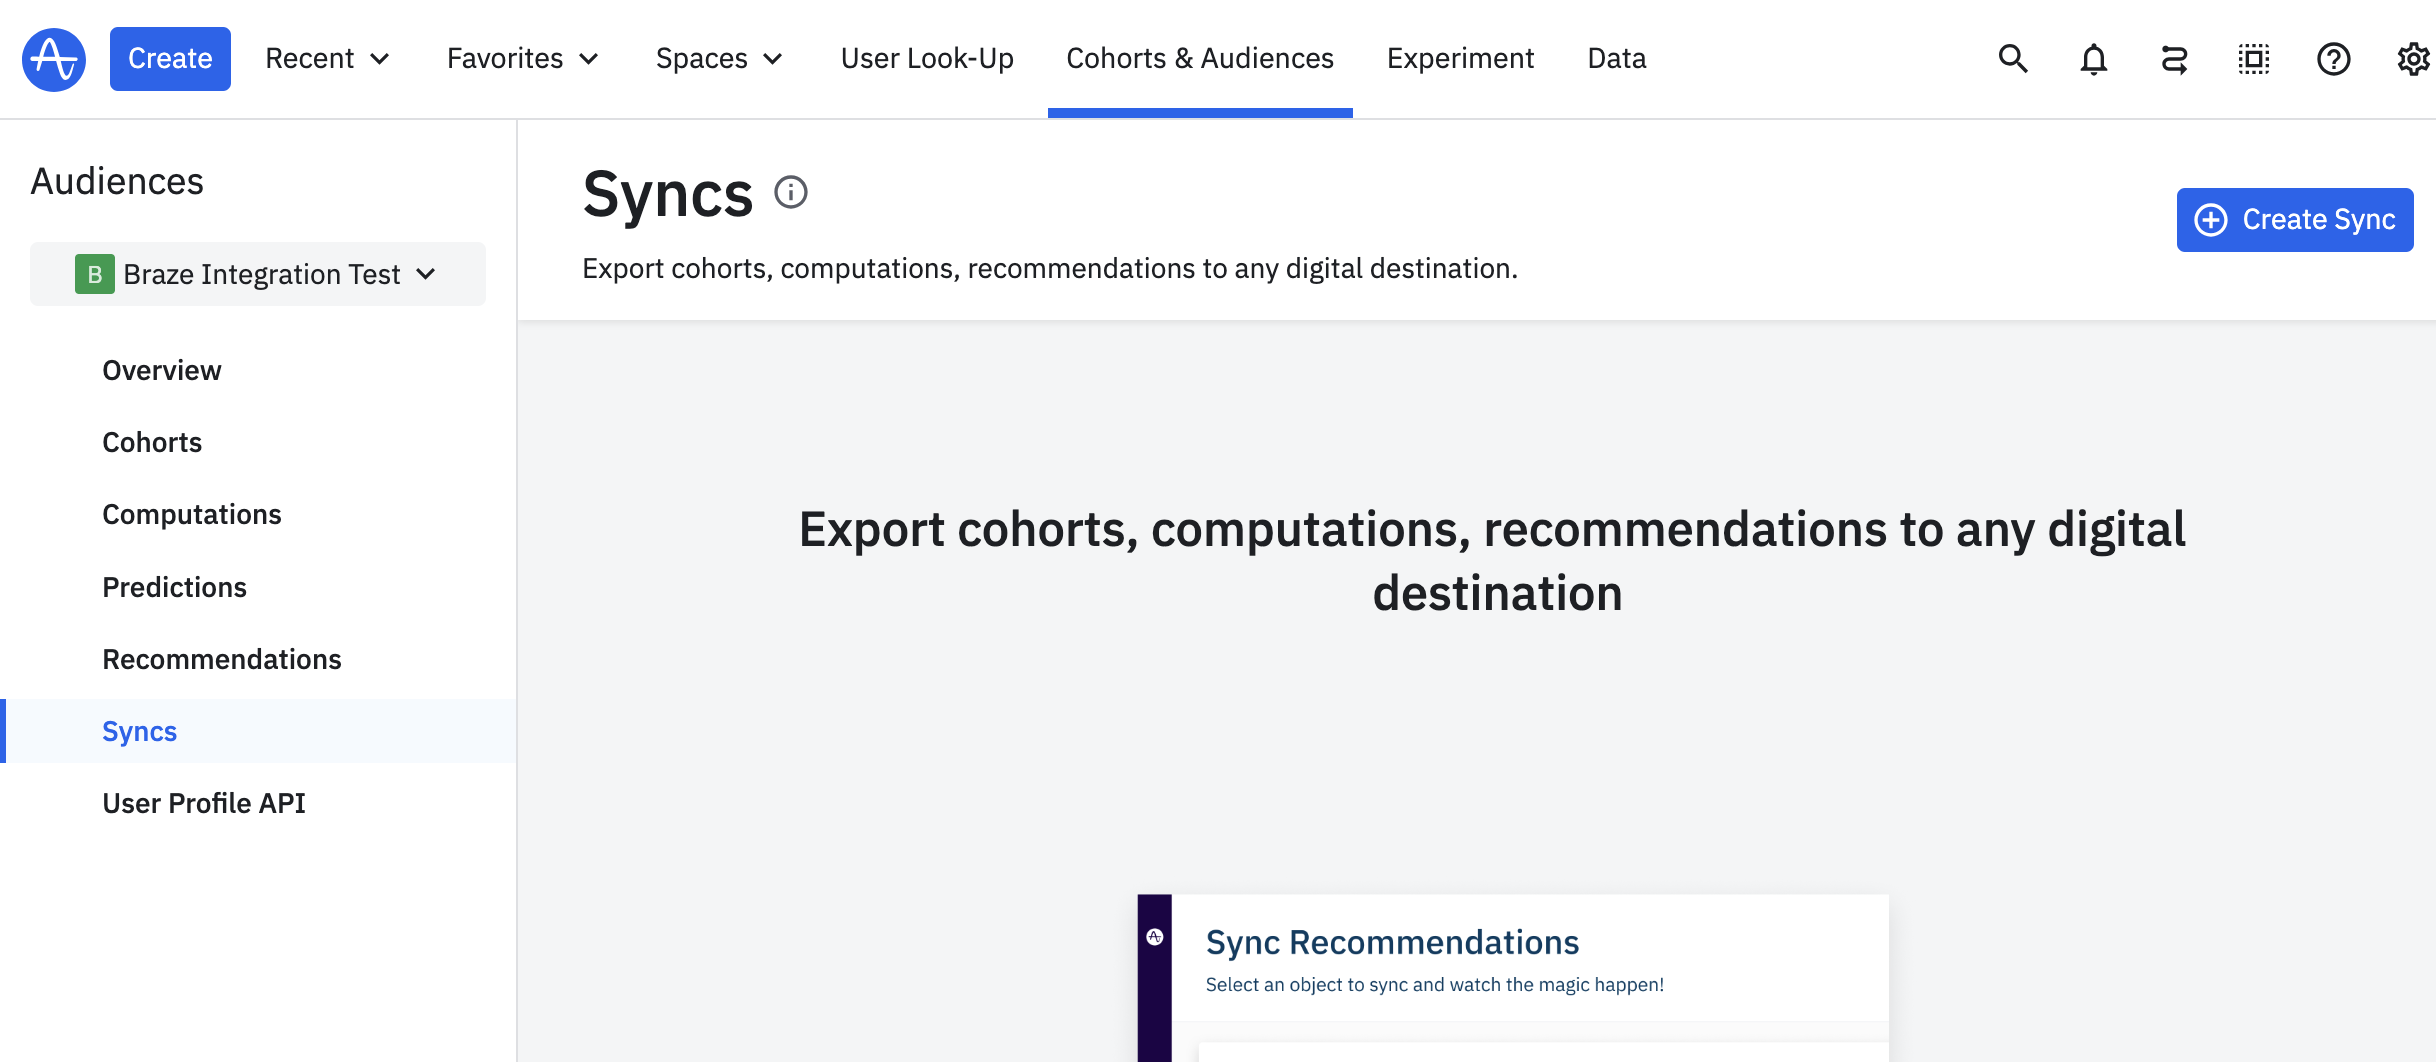 Create Recent Favorites Spaces User Look-Up Cohorts & Audiences Experiment Data
Audiences
B Braze Integration Test
Overview
Cohorts
Computations
Predictions
Recommendations
Syncs
User Profile API
Syncs
Export cohorts, computations, recommendations to any digital destination.
Create Sync
Export cohorts, computations, recommendations to any digital
destination
Sync Recommendations
Select an object to sync and watch the magic happen!